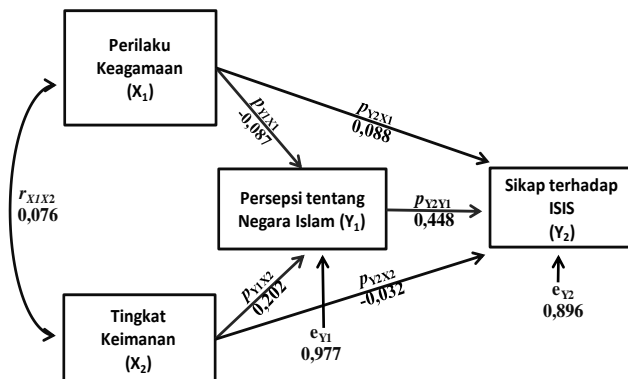 Perilaku
Keagamaan
(X₁)
pY1X1
-0,087
pY2X1
0,088
rX1X2
0,076
Persepsi tentang
Negara Islam (Y₁)
pY2Y1
0,448
Sikap terhadap
ISIS
(Y₂)
pY1X2
0,202
pY2X2
-0,032
Tingkat
Keimanan
(X₂)
eY1
0,977
eY2
0,896